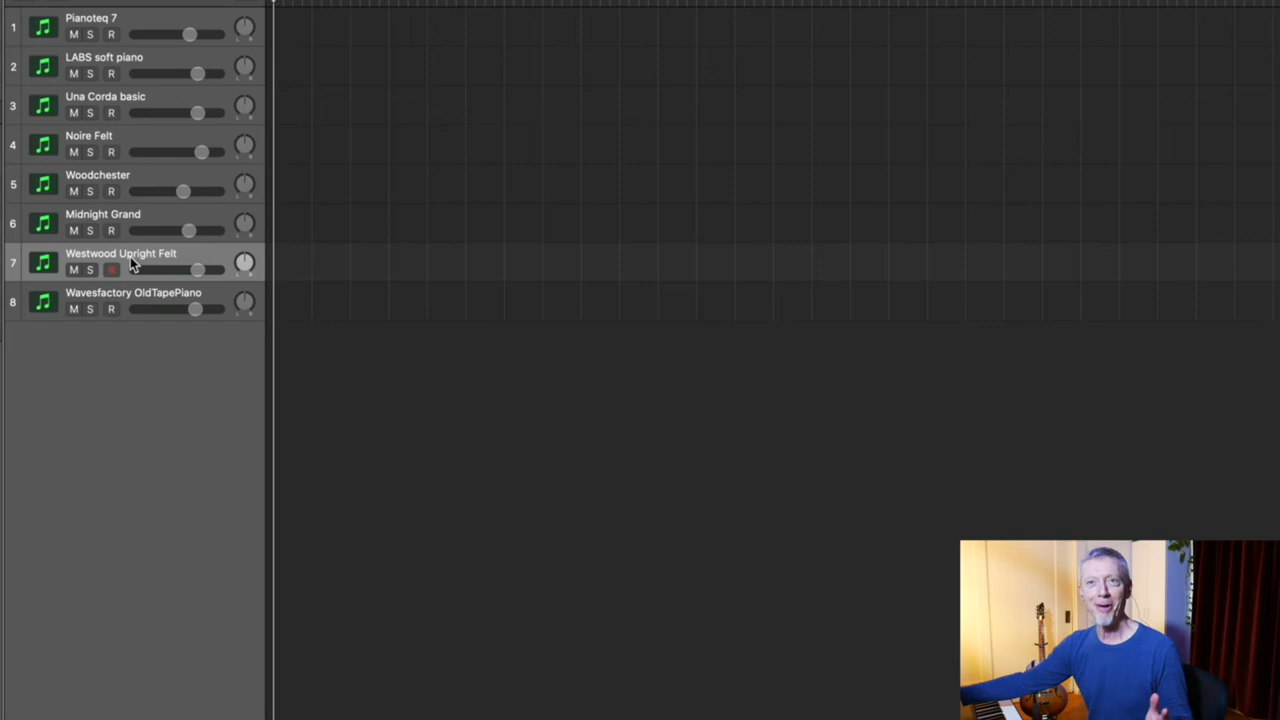 1
Pianoteq 7
M S R
2
LABS soft piano
M S R
3
Una Corda basic
M S R
4
Noire Felt
M S R
5
Woodchester
M S R
6
Midnight Grand
M S R
7
Westwood Upright Felt
M S R
8
Wavesfactory OldTapePiano
M S R